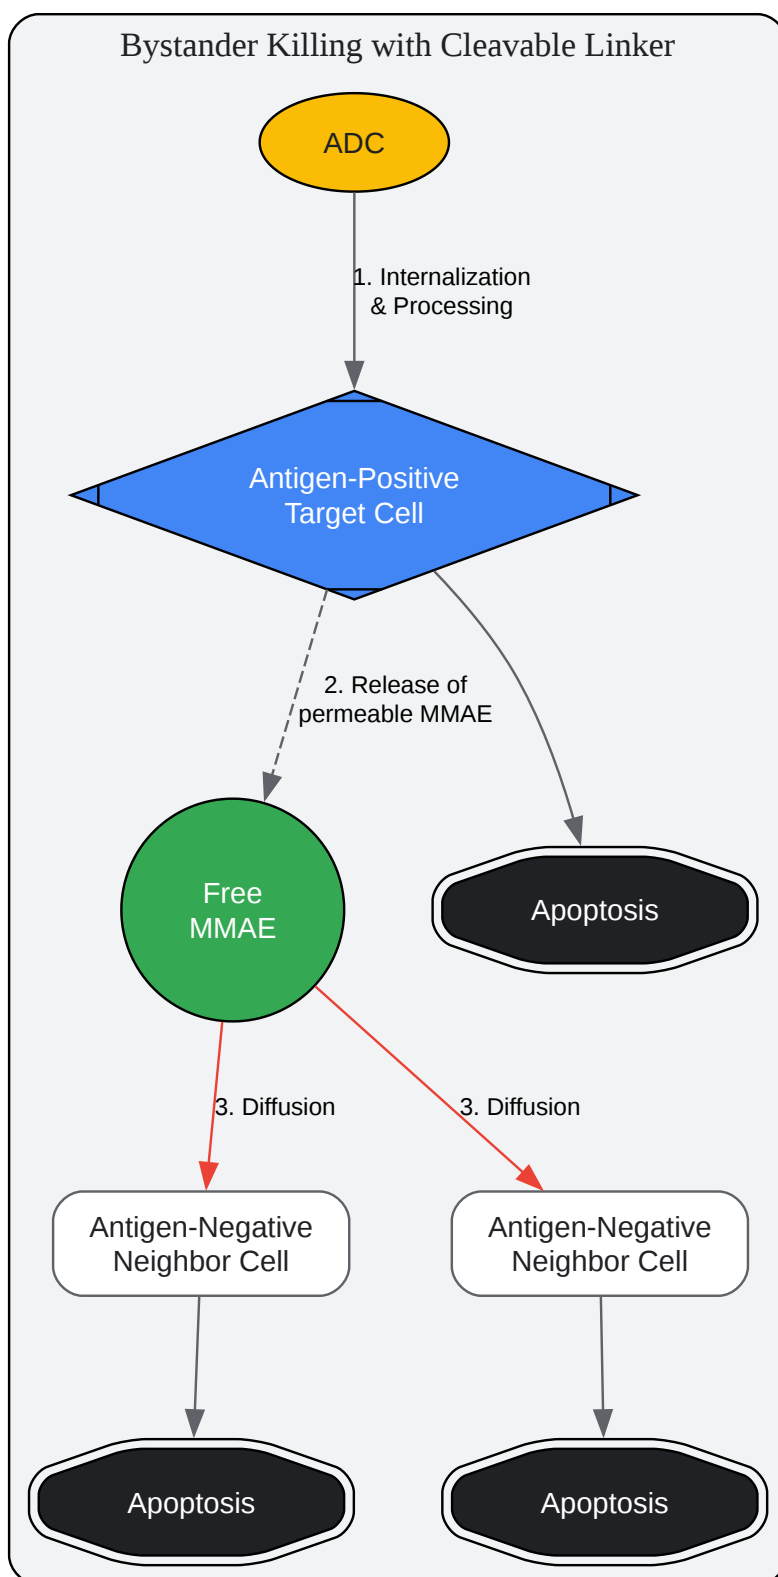 Bystander Killing with Cleavable Linker
ADC
1. Internalization
& Processing
Antigen-Positive
Target Cell
2. Release of
permeable MMAE
Free
MMAE
Apoptosis
3. Diffusion
3. Diffusion
Antigen-Negative
Neighbor Cell
Antigen-Negative
Neighbor Cell
Apoptosis
Apoptosis